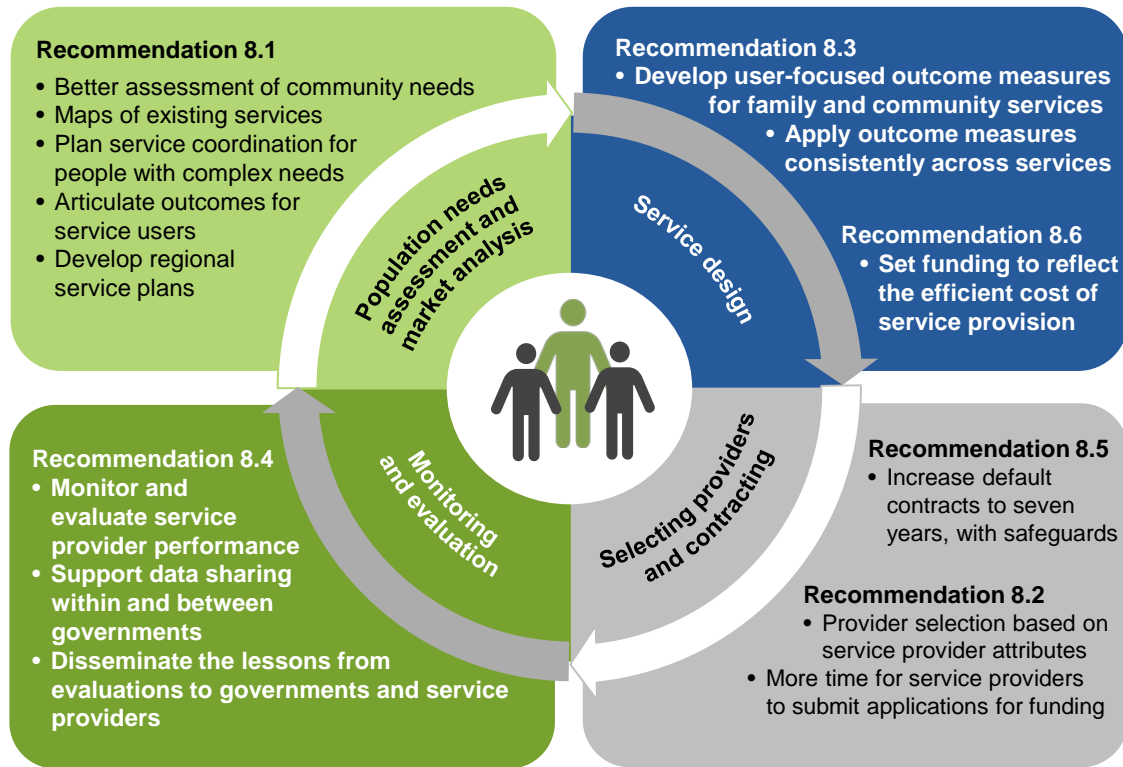 Recommendation 8.1
• Better assessment of community needs
• Maps of existing services
• Plan service coordination for
people with complex needs
• Articulate outcomes for
service users
• Develop regional
service plans
Population needs
assessment and
market analysis
Recommendation 8.3
• Develop user-focused outcome measures
for family and community services
• Apply outcome measures
consistently across services
Recommendation 8.6
• Set funding to reflect
the efficient cost of
service provision
Service design
Recommendation 8.5
• Increase default
contracts to seven
years, with safeguards
Recommendation 8.2
• Provider selection based on
service provider attributes
• More time for service providers
to submit applications for funding
Selecting providers
and contracting
Recommendation 8.4
• Monitor and
evaluate service
provider performance
• Support data sharing
within and between
governments
• Disseminate the lessons from
evaluations to governments and service
providers
Monitoring
and evaluation